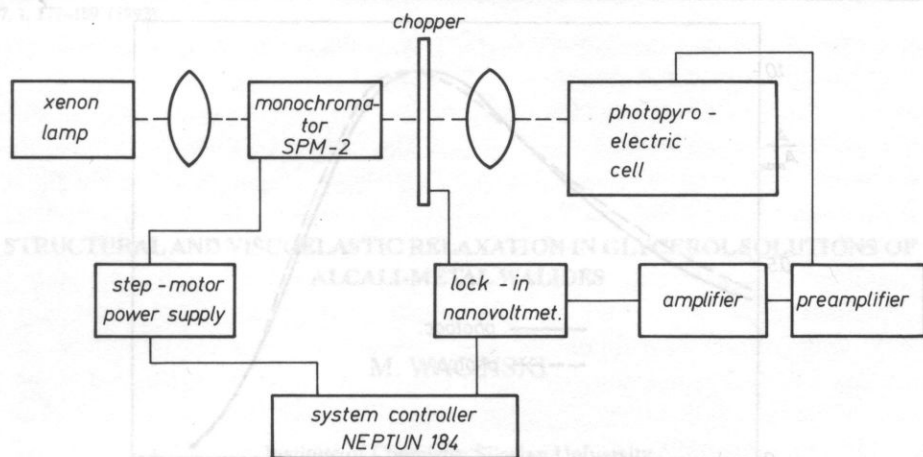 chopper
xenon
lamp
monochroma-
tor
SPM-2
photopyro-
electric
cell
STRUCTURAL AND VISCOELASTIC RELAXATION IN GLYCEROL SOLUTIONS OF
ALCALI-METAL HALIDES
step-motor
power supply
lock-in
nanovoltmet.
amplifier
preamplifier
M. WACIŃSKI
system controller
NEPTUN 184